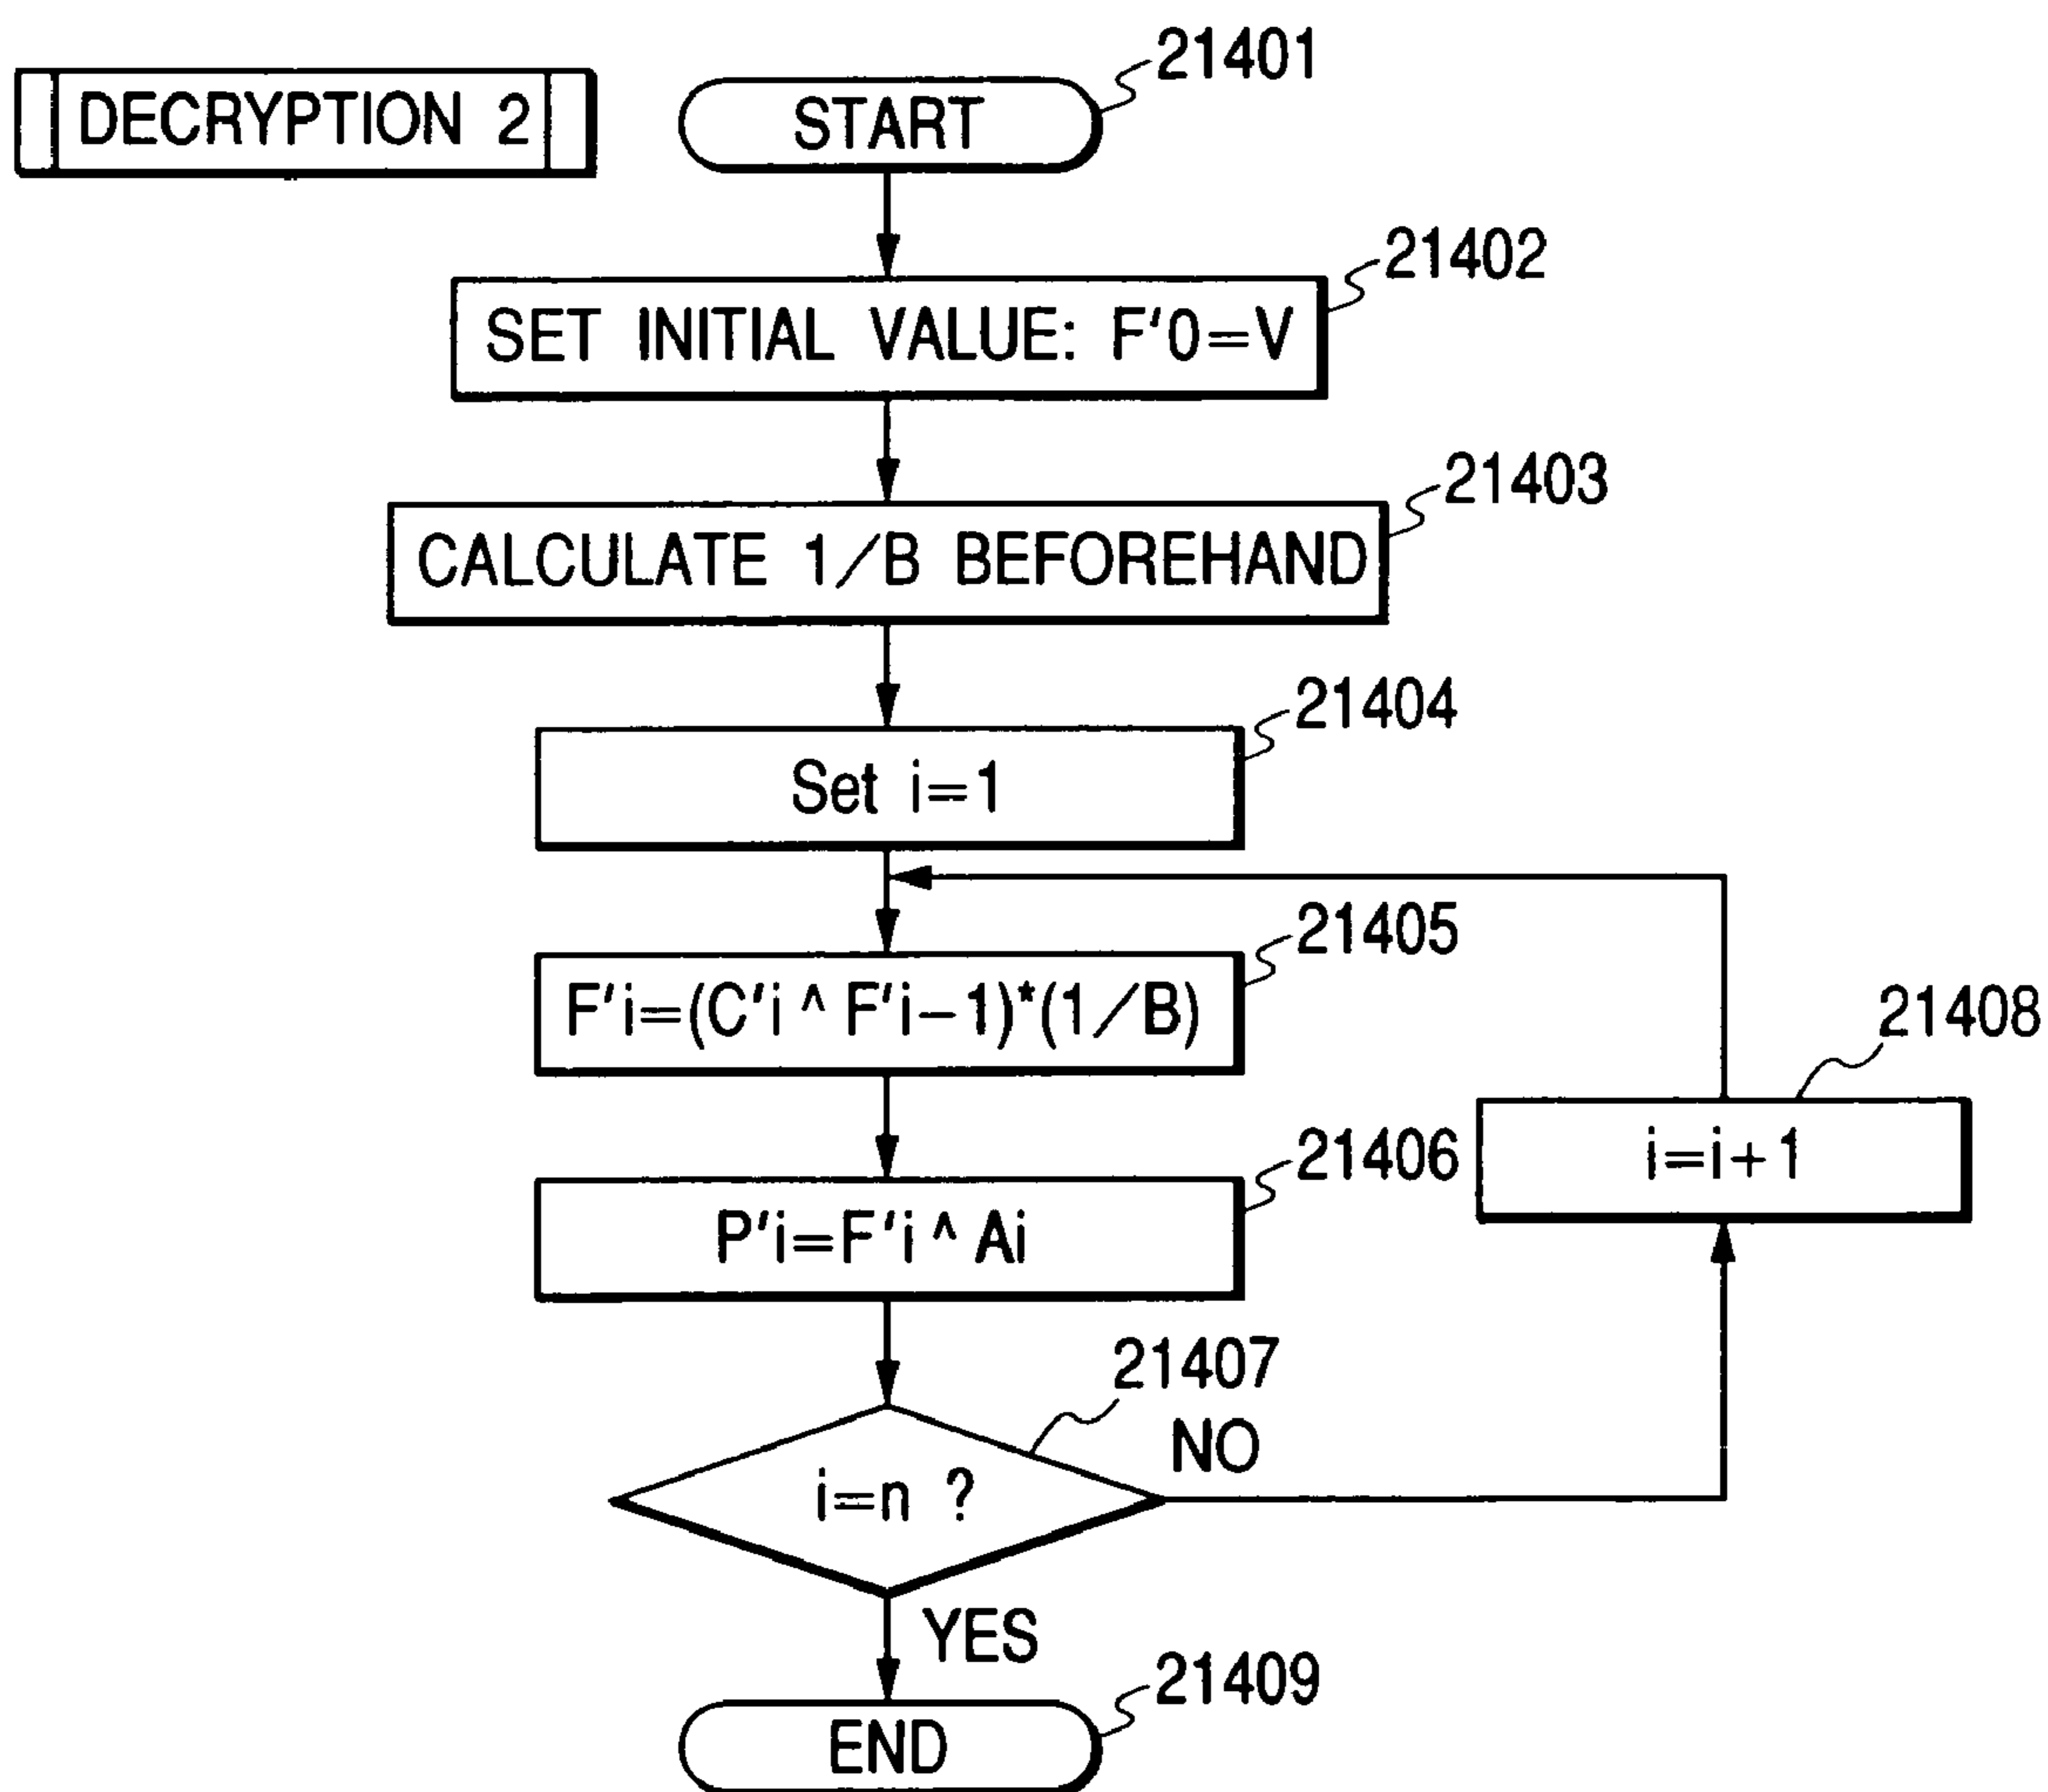 DECRYPTION 2
START
21401
SET INITIAL VALUE: F'0=V
21402
CALCULATE 1/B BEFOREHAND
21403
Set i=1
21404
F'i=(C'i ^ F'i-1)*(1/B)
21405
P'i=F'i ^ Ai
21406
i=i+1
21408
i=n ?
21407
NO
YES
END
21409